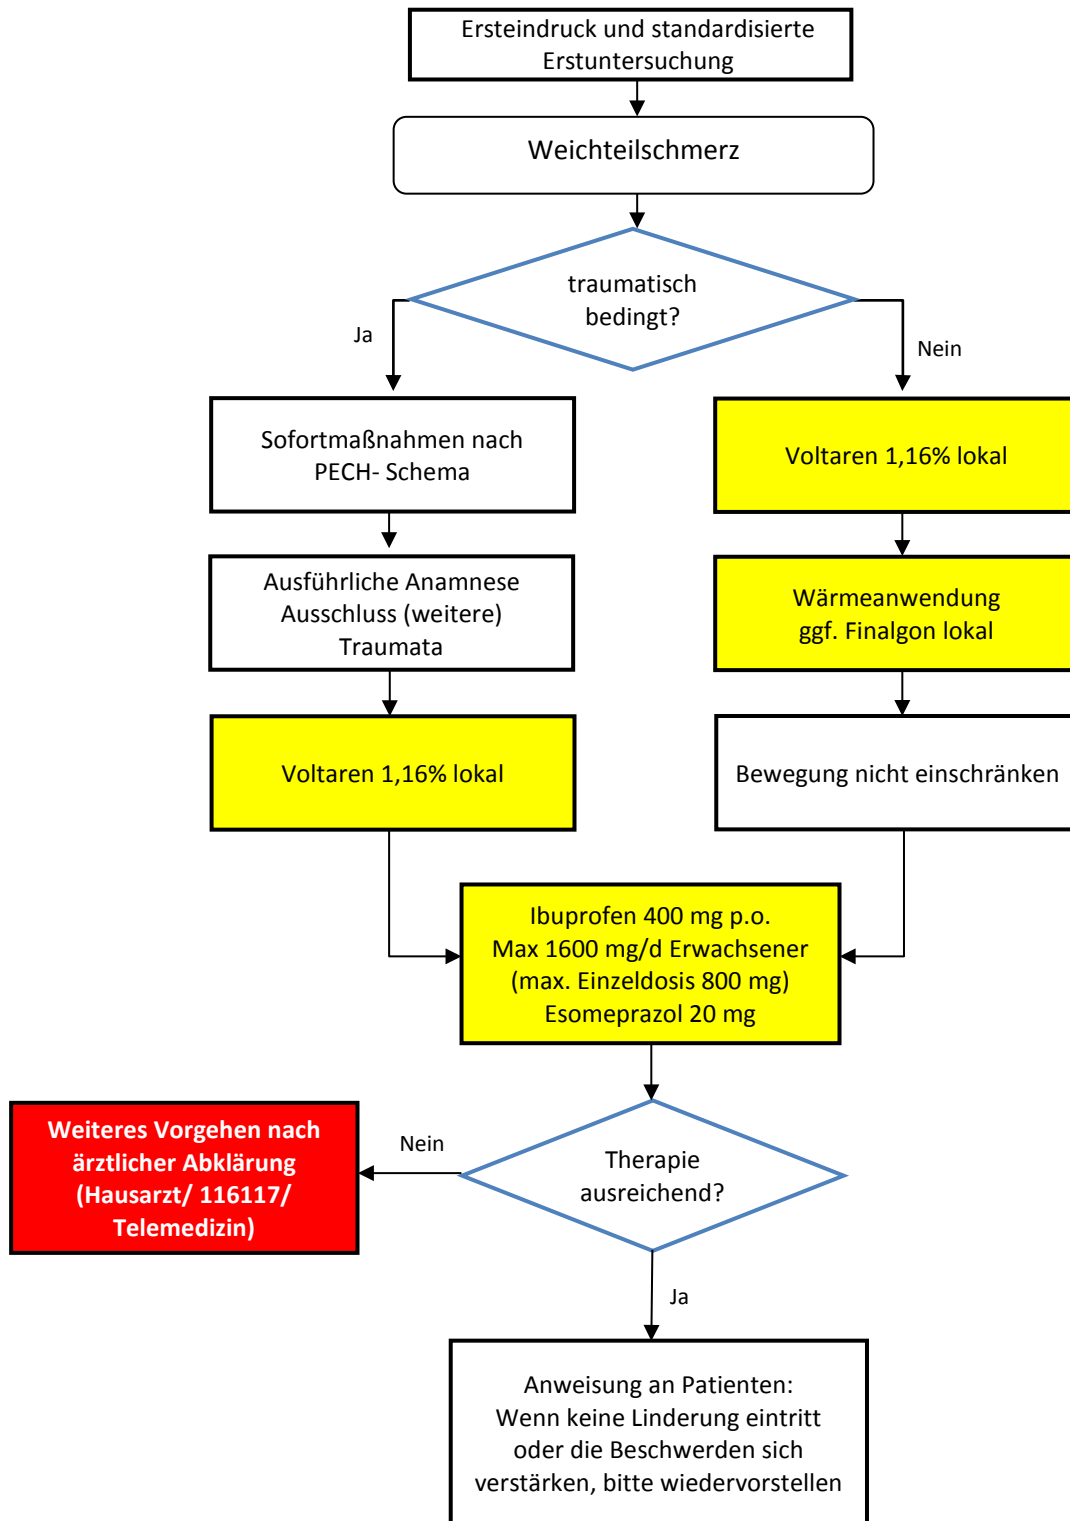 Ersteindruck und standardisierte
Erstuntersuchung
Weichteilschmerz
traumatisch
bedingt?
Ja
Nein
Sofortmaßnahmen nach
PECH- Schema
Voltaren 1,16% lokal
Ausführliche Anamnese
Ausschluss (weitere)
Traumata
Wärmeanwendung
ggf. Finalgon lokal
Voltaren 1,16% lokal
Bewegung nicht einschränken
Ibuprofen 400 mg p.o.
Max 1600 mg/d Erwachsener
(max. Einzeldosis 800 mg)
Esomeprazol 20 mg
Weiteres Vorgehen nach
ärztlicher Abklärung
(Hausarzt/ 116117/
Telemedizin)
Nein
Therapie
ausreichend?
Ja
Anweisung an Patienten:
Wenn keine Linderung eintritt
oder die Beschwerden sich
verstärken, bitte wiedervorstellen